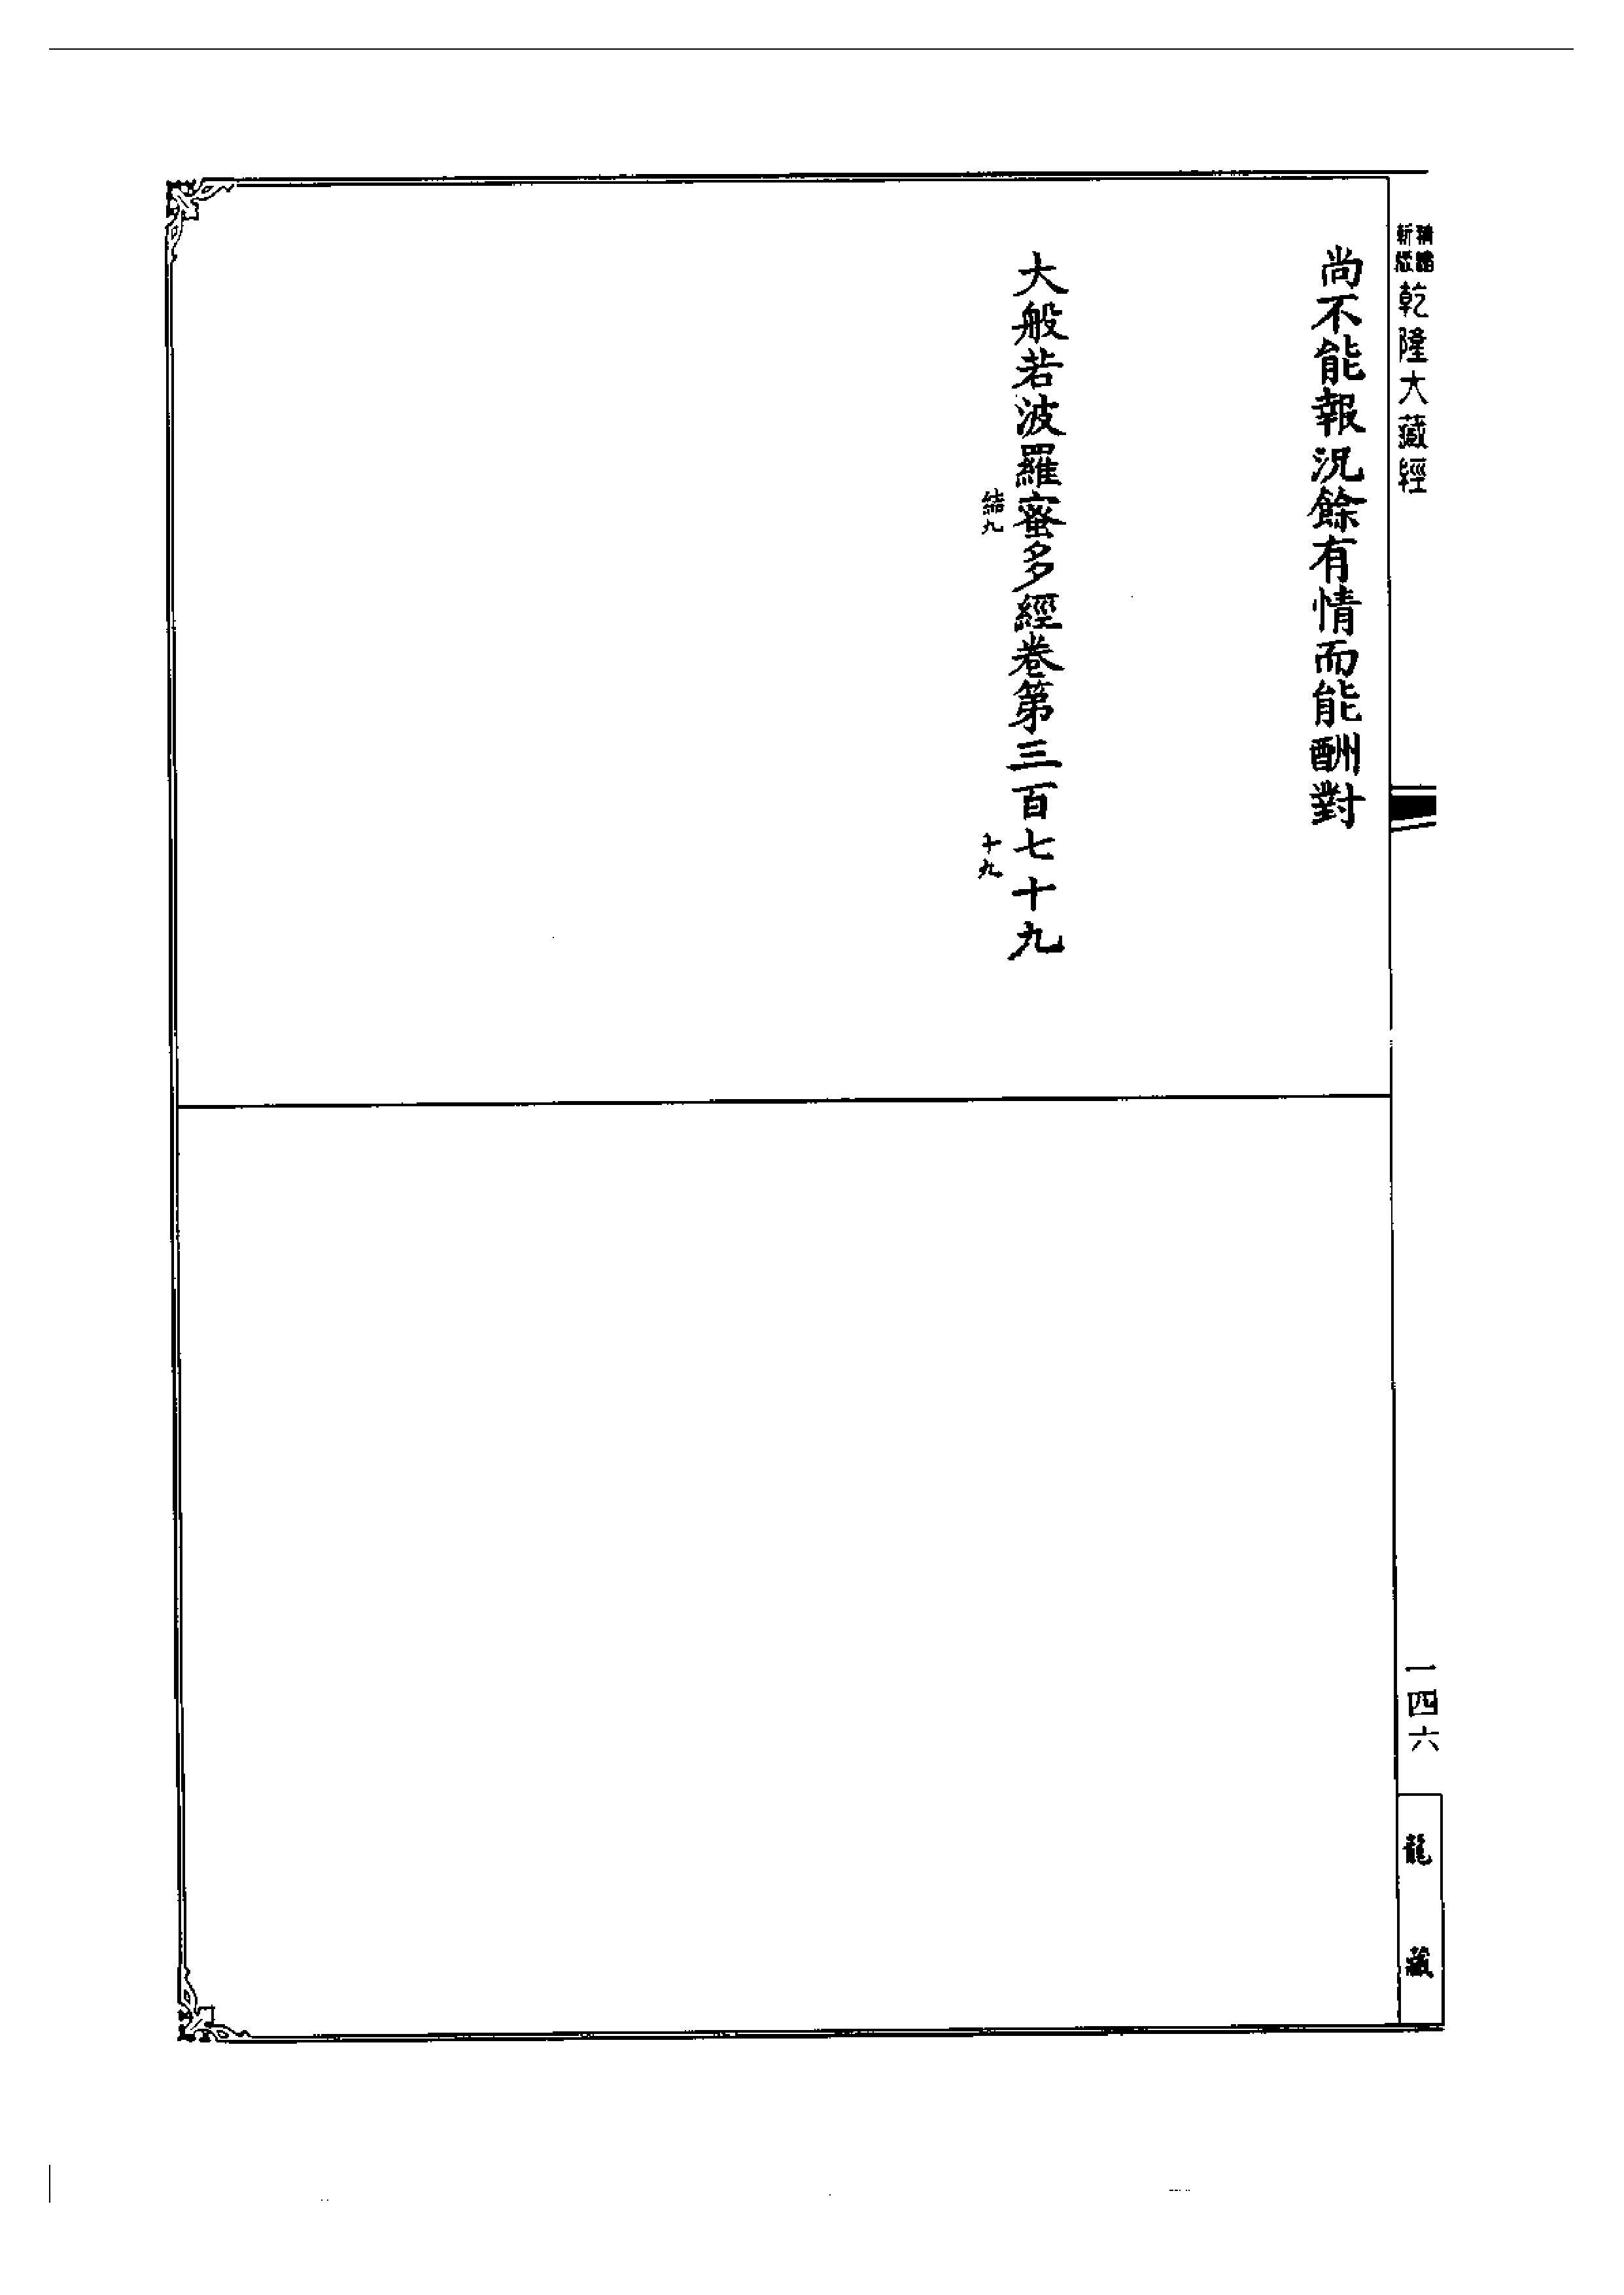 新版
乾隆大藏經
一四六
龍藏
尚不能報況餘有情而能酬對
大般若波羅蜜多經卷第三百七十九
結九
十九